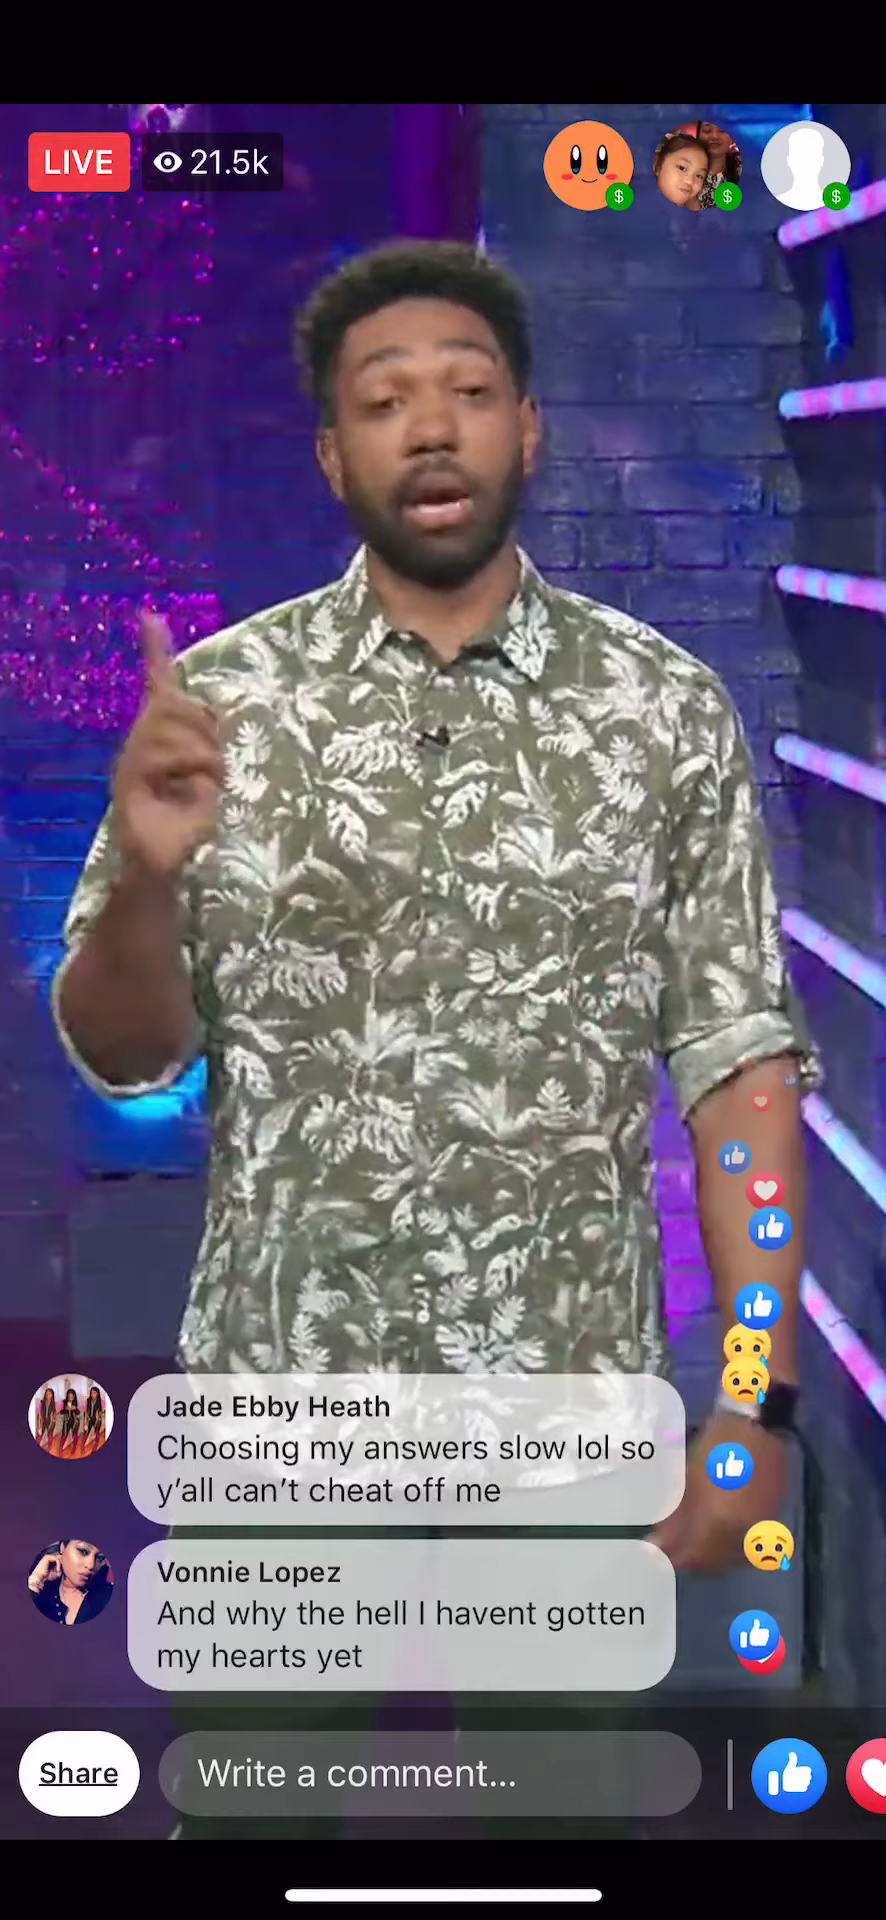 LIVE 21.5k
$ $ $
Jade Ebby Heath
Choosing my answers slow lol so
y’all can’t cheat off me
Vonnie Lopez
And why the hell I havent gotten
my hearts yet
Share Write a comment...